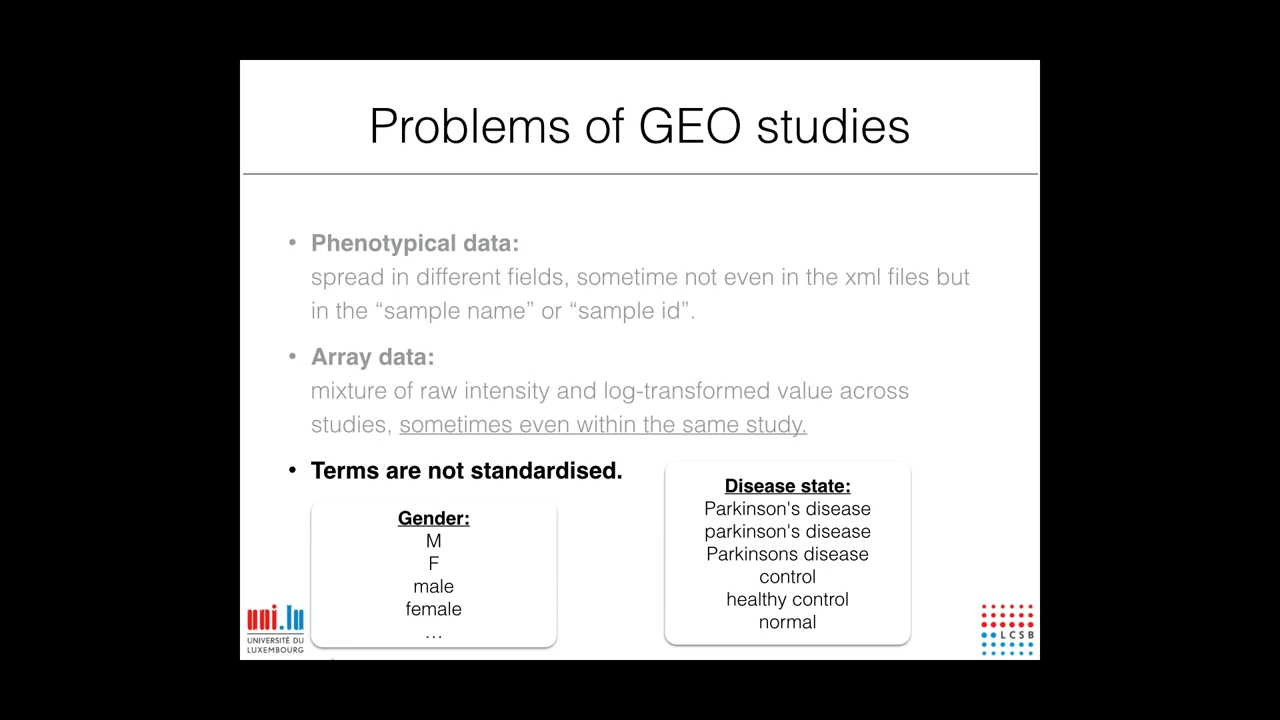 Problems of GEO studies
• Phenotypical data:
spread in different fields, sometime not even in the xml files but
in the “sample name” or “sample id”.
• Array data:
mixture of raw intensity and log-transformed value across
studies, sometimes even within the same study.
• Terms are not standardised.
Gender:
M
F
male
female
...
Disease state:
Parkinson's disease
parkinson's disease
Parkinsons disease
control
healthy control
normal
uni.lu
UNIVERSITÉ DU
LUXEMBOURG
LCSB